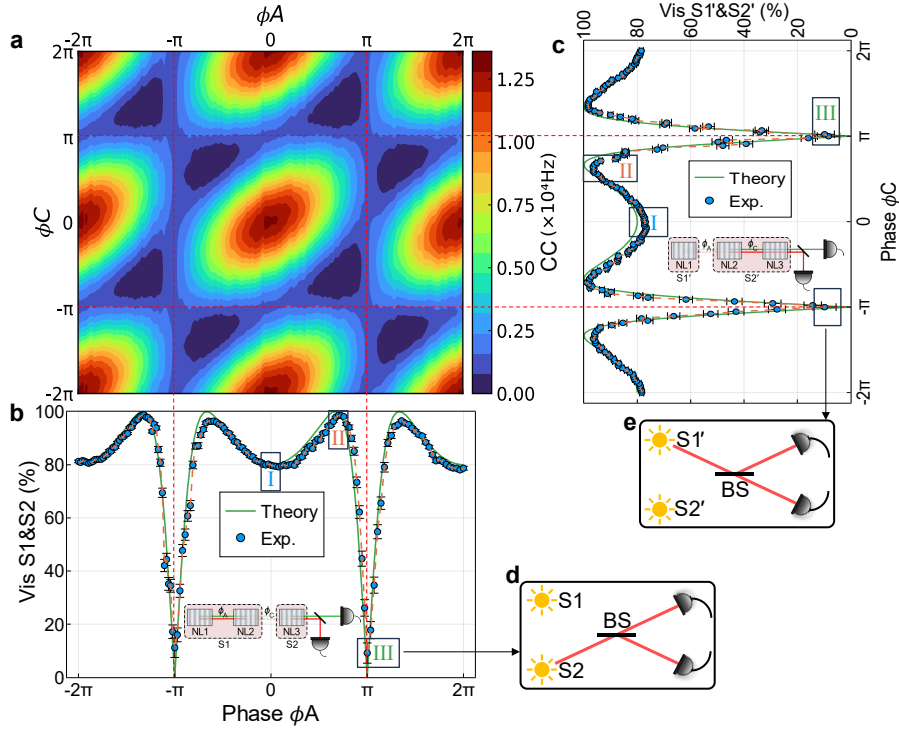 a
ϕA
-2π -π 0 π 2π
ϕC
2π
π
0
-π
-2π
1.25
1.00
0.75
0.50
0.25
0.00
CC (×10⁴Hz)
c
Vis S1'&S2' (%)
100 80 60 40 20 0
2π
π
0
-π
-2π
Phase ϕC
III
II
I
Theory
Exp.
ϕA ϕC
NL1 NL2 NL3
S1' S2'
b
Vis S1&S2 (%)
100
80
60
40
20
0
I
II
III
Theory
Exp.
ϕA ϕC
NL1 NL2 NL3
S1 S2
-2π -π 0 π 2π
Phase ϕA
e
S1'
BS
S2'
d
S1
BS
S2